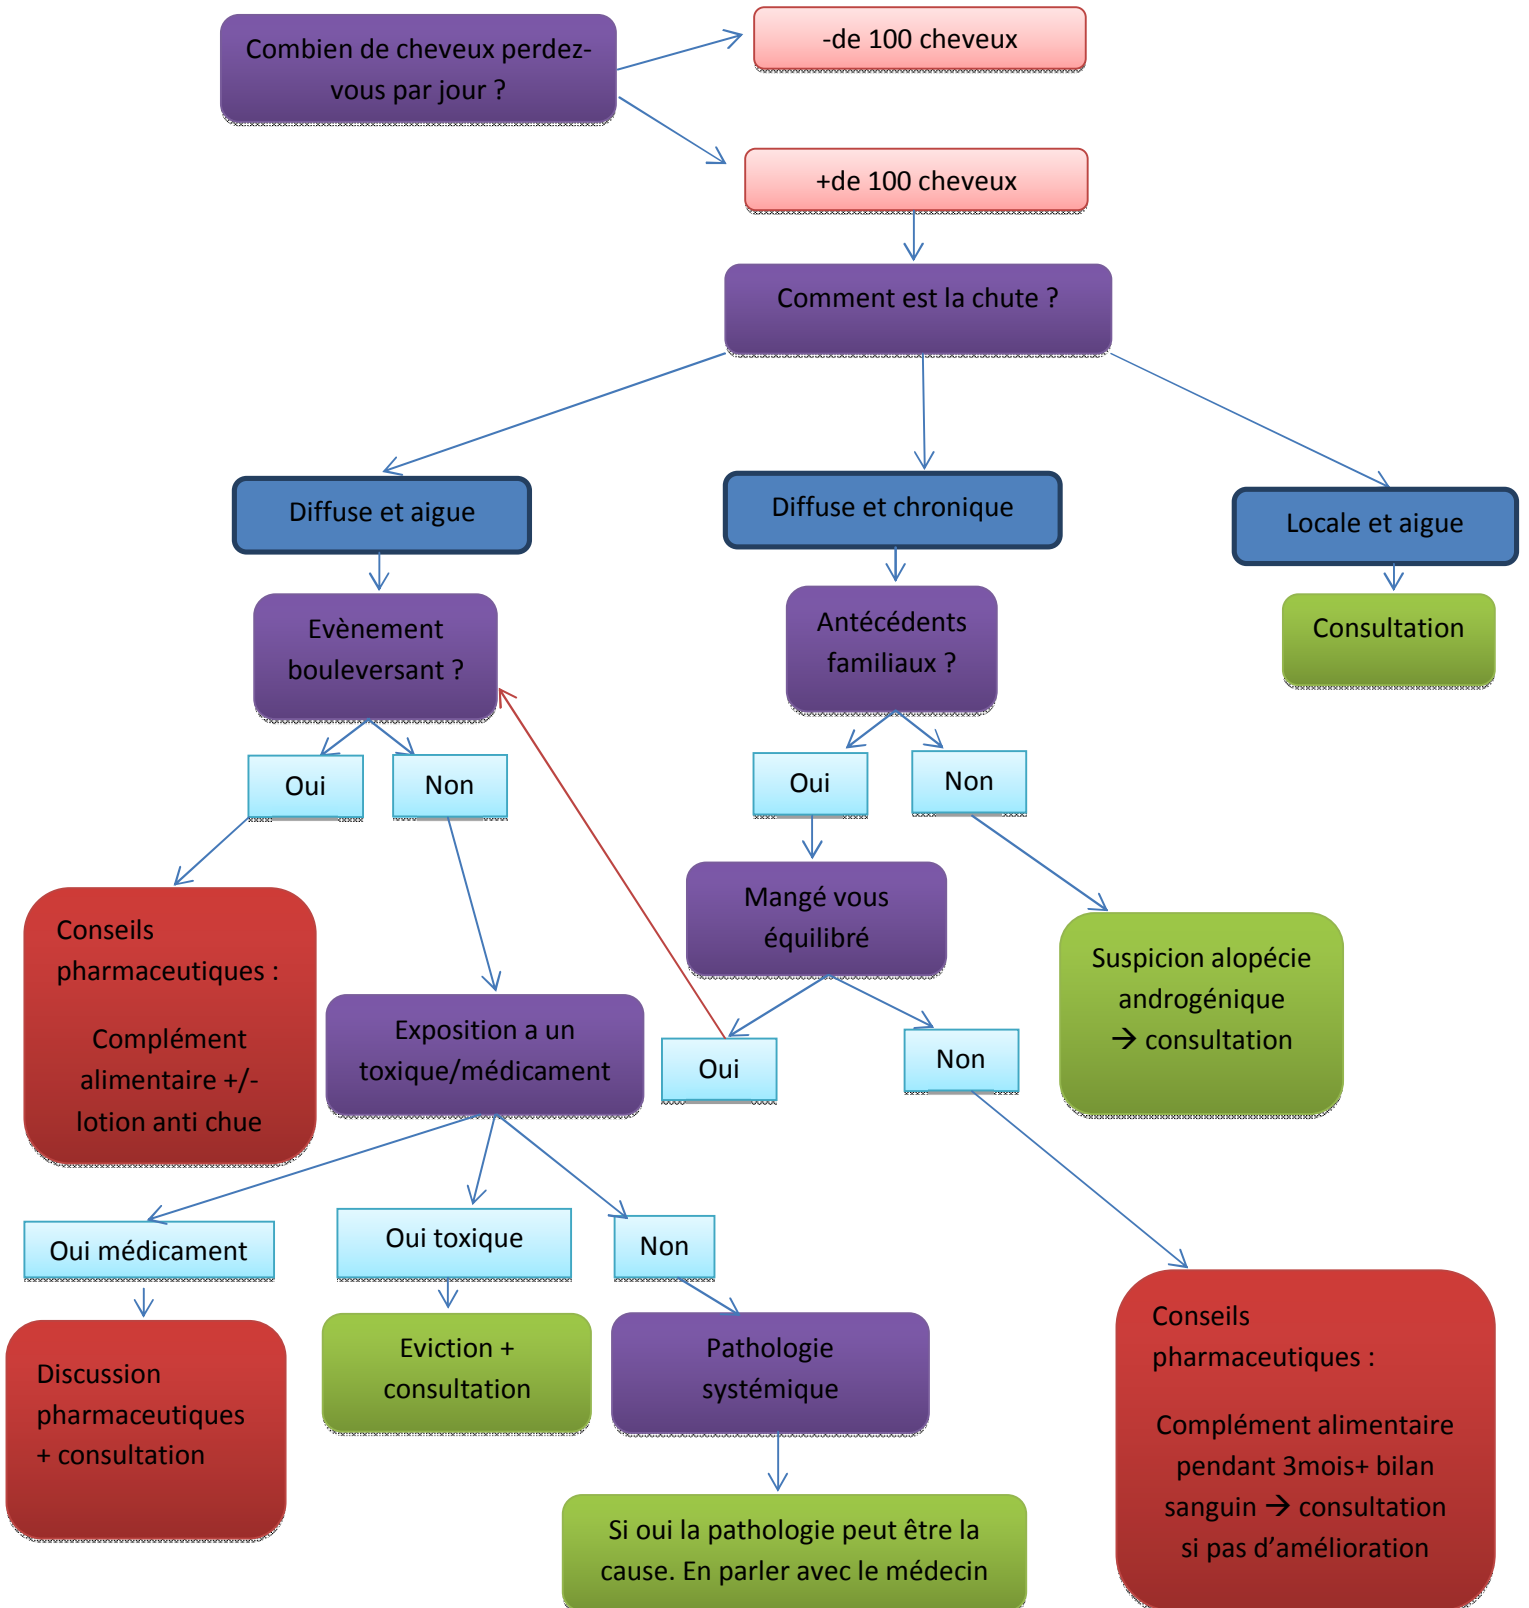 Combien de cheveux perdez-
vous par jour ?
-de 100 cheveux
+de 100 cheveux
Comment est la chute ?
Diffuse et aigue
Diffuse et chronique
Locale et aigue
Evènement
bouleversant ?
Antécédents
familiaux ?
Consultation
Oui
Non
Oui
Non
Conseils
pharmaceutiques :
Complément
alimentaire +/-
lotion anti chue
Mangé vous
équilibré
Suspicion alopécie
androgénique
→ consultation
Exposition a un
toxique/médicament
Oui
Non
Oui médicament
Oui toxique
Non
Discussion
pharmaceutiques
+ consultation
Eviction +
consultation
Pathologie
systémique
Conseils
pharmaceutiques :
Complément alimentaire
pendant 3mois+ bilan
sanguin → consultation
si pas d’amélioration
Si oui la pathologie peut être la
cause. En parler avec le médecin